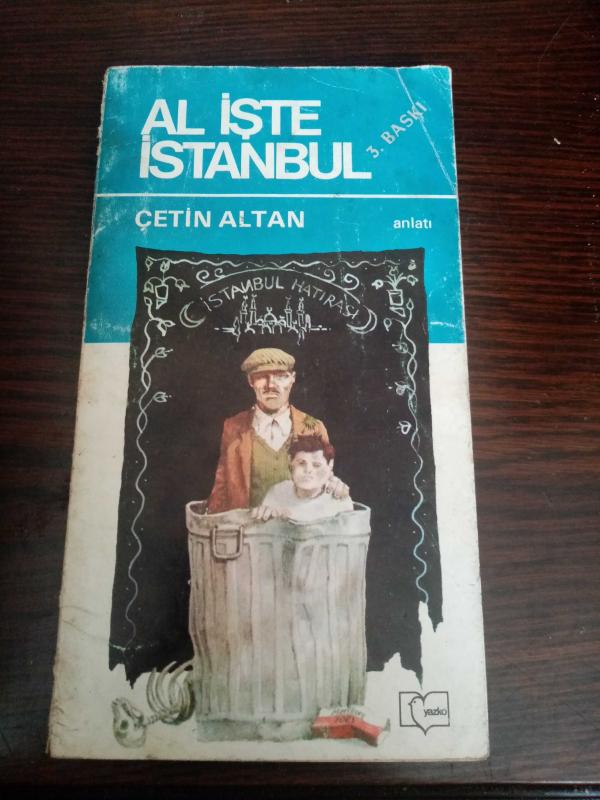 AL İŞTE
İSTANBUL
3. BASKI
ÇETİN ALTAN
anlatı
İSTANBUL HATIRASI
yazko